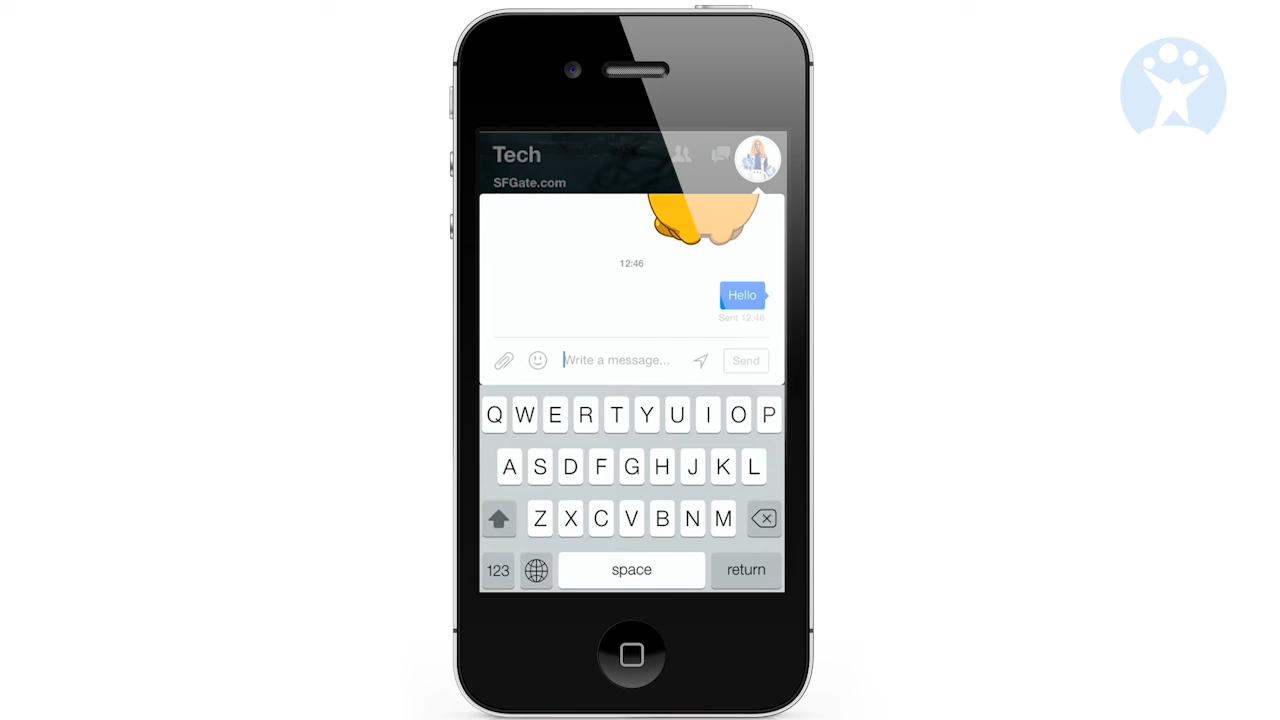 Tech
SFGate.com
12:46
Hello
Sent 12:46
Write a message...
Send
Q W E R T Y U I O P
A S D F G H J K L
Z X C V B N M
123 space return